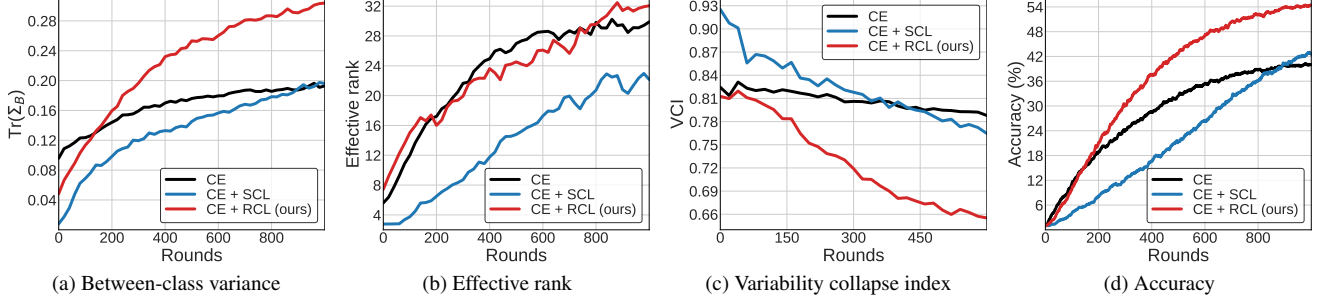 Tr(Σ_B)
0.28
0.24
0.20
0.16
0.12
0.08
0.04
0 200 400 600 800
Rounds
CE
CE + SCL
CE + RCL (ours)
(a) Between-class variance
Effective rank
32
28
24
20
16
12
8
4
0 200 400 600 800
Rounds
CE
CE + SCL
CE + RCL (ours)
(b) Effective rank
VCI
0.93
0.90
0.87
0.84
0.81
0.78
0.75
0.72
0.69
0.66
0 150 300 450
Rounds
CE
CE + SCL
CE + RCL (ours)
(c) Variability collapse index
Accuracy (%)
54
48
42
36
30
24
18
12
6
0 200 400 600 800
Rounds
CE
CE + SCL
CE + RCL (ours)
(d) Accuracy